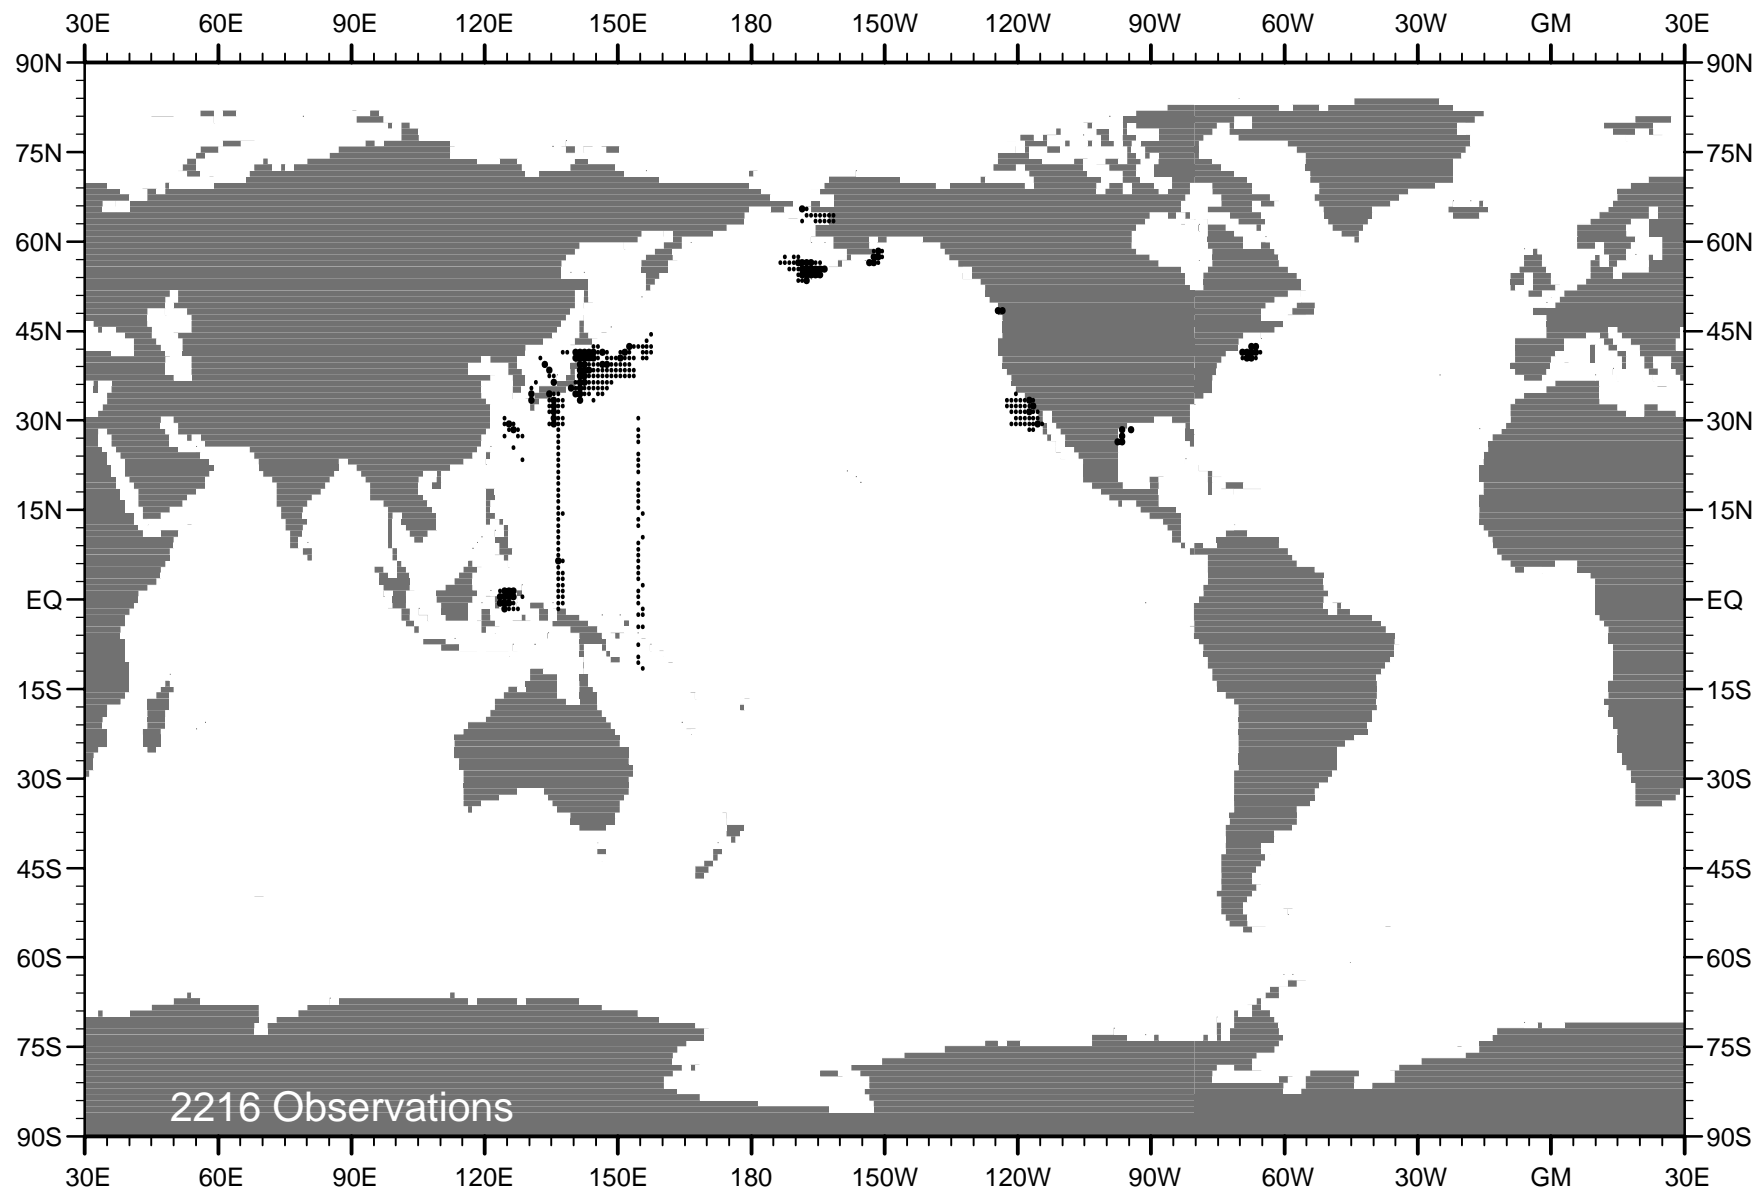 30E 60E 90E 120E 150E 180 150W 120W 90W 60W 30W GM 30E
90N 90N
75N 75N
60N 60N
45N 45N
30N 30N
15N 15N
EQ EQ
15S 15S
30S 30S
45S 45S
60S 60S
75S 75S
2216 Observations
90S 90S
30E 60E 90E 120E 150E 180 150W 120W 90W 60W 30W GM 30E